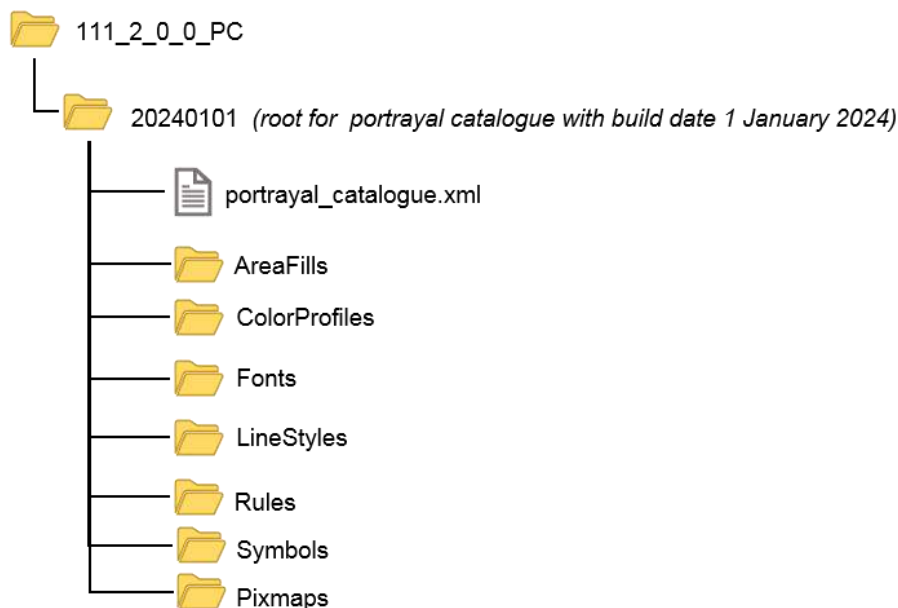 111_2_0_0_PC
20240101 (root for portrayal catalogue with build date 1 January 2024)
portrayal_catalogue.xml
AreaFills
ColorProfiles
Fonts
LineStyles
Rules
Symbols
Pixmaps